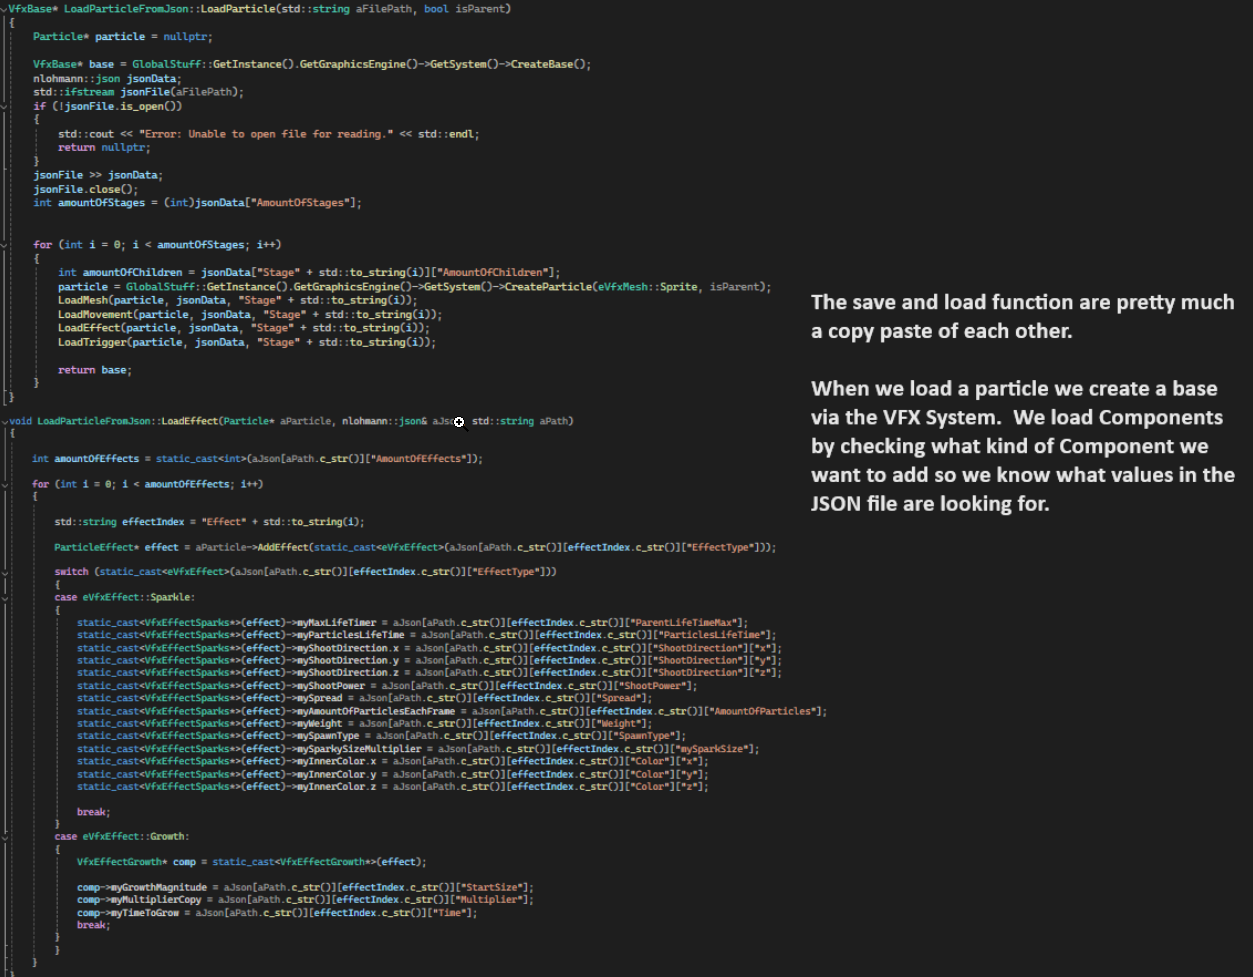 VfxBase* LoadParticleFromJson::LoadParticle(std::string aFilePath, bool isParent)
{
Particle* particle = nullptr;
VfxBase* base = GlobalStuff::GetInstance().GetGraphicsEngine()->GetSystem()->CreateBase();
nlohmann::json jsonData;
std::ifstream jsonFile(aFilePath);
if (!jsonFile.is_open())
{
std::cout << "Error: Unable to open file for reading." << std::endl;
return nullptr;
}
jsonFile >> jsonData;
jsonFile.close();
int amountOfStages = (int)jsonData["AmountOfStages"];
for (int i = 0; i < amountOfStages; i++)
{
int amountOfChildren = jsonData["Stage" + std::to_string(i)]["AmountOfChildren"];
particle = GlobalStuff::GetInstance().GetGraphicsEngine()->GetSystem()->CreateParticle(eVfxMesh::Sprite, isParent);
LoadMesh(particle, jsonData, "Stage" + std::to_string(i));
LoadMovement(particle, jsonData, "Stage" + std::to_string(i));
LoadEffect(particle, jsonData, "Stage" + std::to_string(i));
LoadTrigger(particle, jsonData, "Stage" + std::to_string(i));
return base;
}
}
void LoadParticleFromJson::LoadEffect(Particle* aParticle, nlohmann::json& aJso std::string aPath)
{
int amountOfEffects = static_cast<int>(aJson[aPath.c_str()]["AmountOfEffects"]);
for (int i = 0; i < amountOfEffects; i++)
{
std::string effectIndex = "Effect" + std::to_string(i);
ParticleEffect* effect = aParticle->AddEffect(static_cast<eVfxEffect>(aJson[aPath.c_str()][effectIndex.c_str()]["EffectType"]));
switch (static_cast<eVfxEffect>(aJson[aPath.c_str()][effectIndex.c_str()]["EffectType"]))
{
case eVfxEffect::Sparkle:
{
static_cast<VfxEffectSparks*>(effect)->myMaxLifeTimer = aJson[aPath.c_str()][effectIndex.c_str()]["ParentLifeTimeMax"];
static_cast<VfxEffectSparks*>(effect)->myParticlesLifeTime = aJson[aPath.c_str()][effectIndex.c_str()]["ParticlesLifeTime"];
static_cast<VfxEffectSparks*>(effect)->myShootDirection.x = aJson[aPath.c_str()][effectIndex.c_str()]["ShootDirection"]["x"];
static_cast<VfxEffectSparks*>(effect)->myShootDirection.y = aJson[aPath.c_str()][effectIndex.c_str()]["ShootDirection"]["y"];
static_cast<VfxEffectSparks*>(effect)->myShootDirection.z = aJson[aPath.c_str()][effectIndex.c_str()]["ShootDirection"]["z"];
static_cast<VfxEffectSparks*>(effect)->myShootPower = aJson[aPath.c_str()][effectIndex.c_str()]["ShootPower"];
static_cast<VfxEffectSparks*>(effect)->mySpread = aJson[aPath.c_str()][effectIndex.c_str()]["Spread"];
static_cast<VfxEffectSparks*>(effect)->myAmountOfParticlesEachFrame = aJson[aPath.c_str()][effectIndex.c_str()]["AmountOfParticles"];
static_cast<VfxEffectSparks*>(effect)->myWeight = aJson[aPath.c_str()][effectIndex.c_str()]["Weight"];
static_cast<VfxEffectSparks*>(effect)->mySpawnType = aJson[aPath.c_str()][effectIndex.c_str()]["SpawnType"];
static_cast<VfxEffectSparks*>(effect)->mySparkySizeMultiplier = aJson[aPath.c_str()][effectIndex.c_str()]["mySparkSize"];
static_cast<VfxEffectSparks*>(effect)->myInnerColor.x = aJson[aPath.c_str()][effectIndex.c_str()]["Color"]["x"];
static_cast<VfxEffectSparks*>(effect)->myInnerColor.y = aJson[aPath.c_str()][effectIndex.c_str()]["Color"]["y"];
static_cast<VfxEffectSparks*>(effect)->myInnerColor.z = aJson[aPath.c_str()][effectIndex.c_str()]["Color"]["z"];
break;
}
case eVfxEffect::Growth:
{
VfxEffectGrowth* comp = static_cast<VfxEffectGrowth*>(effect);
comp->myGrowthMagnitude = aJson[aPath.c_str()][effectIndex.c_str()]["StartSize"];
comp->myMultiplierCopy = aJson[aPath.c_str()][effectIndex.c_str()]["Multiplier"];
comp->myTimeToGrow = aJson[aPath.c_str()][effectIndex.c_str()]["Time"];
break;
}
}
}
}
The save and load function are pretty much
a copy paste of each other.
When we load a particle we create a base
via the VFX System. We load Components
by checking what kind of Component we
want to add so we know what values in the
JSON file are looking for.